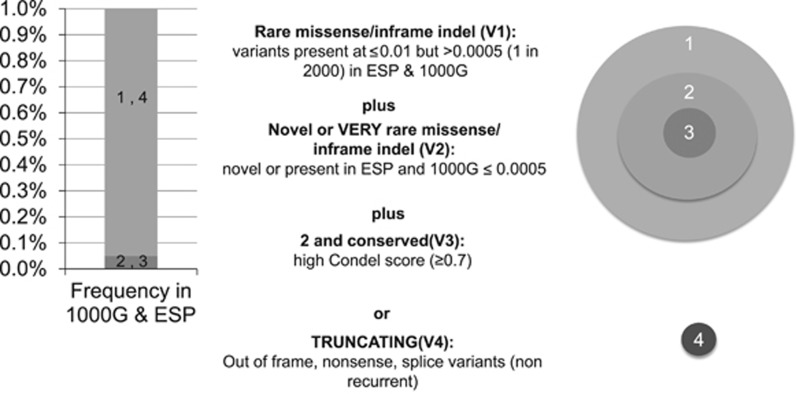 1.0%
0.9%
0.8%
0.7%
0.6%
0.5%
0.4%
0.3%
0.2%
0.1%
0.0%
1 , 4
2 , 3
Frequency in
1000G & ESP
Rare missense/inframe indel (V1):
variants present at ≤0.01 but >0.0005 (1 in
2000) in ESP & 1000G
plus
Novel or VERY rare missense/
inframe indel (V2):
novel or present in ESP and 1000G ≤ 0.0005
plus
2 and conserved(V3):
high Condel score (≥0.7)
or
TRUNCATING(V4):
Out of frame, nonsense, splice variants (non
recurrent)
1
2
3
4